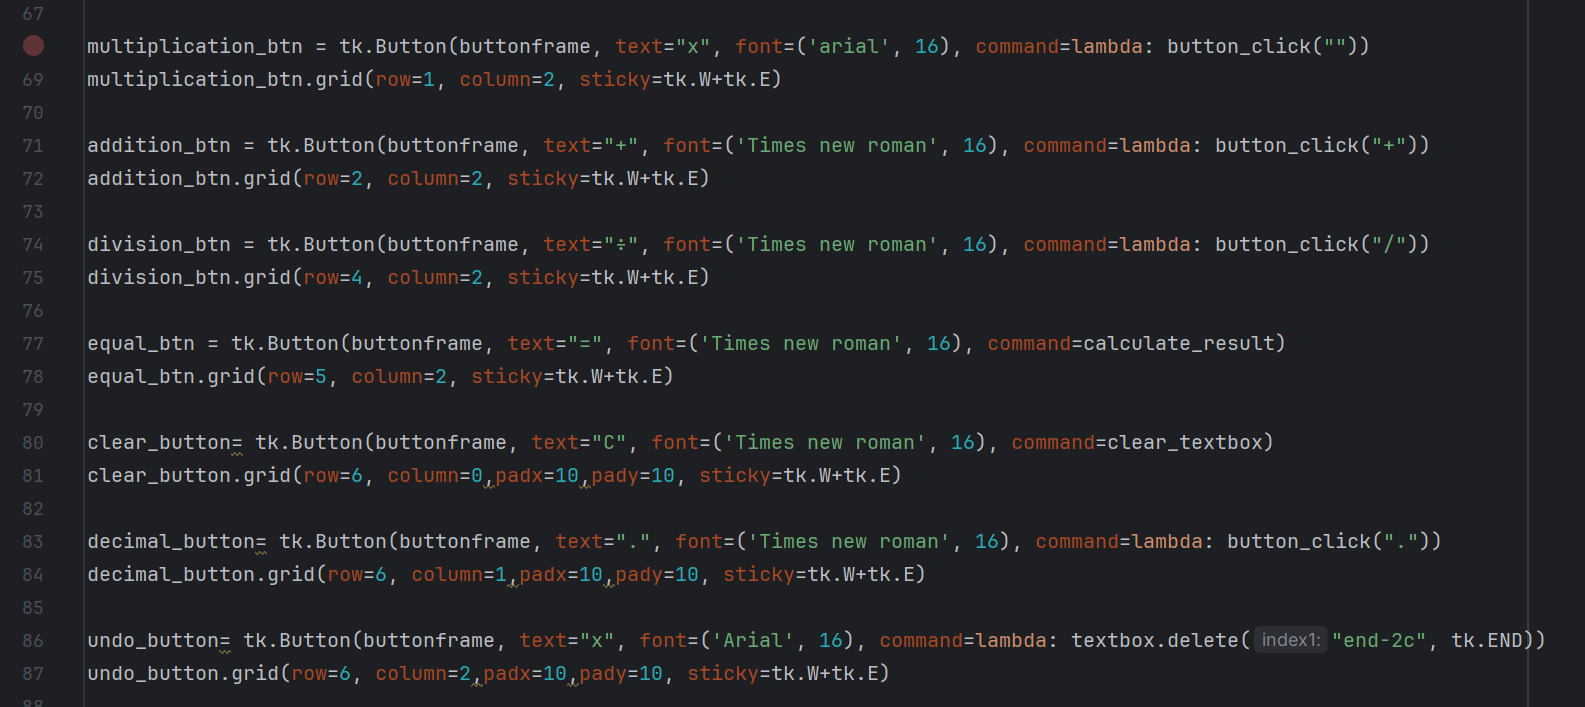 67
multiplication_btn = tk.Button(buttonframe, text="x", font=('arial', 16), command=lambda: button_click(""))
69 multiplication_btn.grid(row=1, column=2, sticky=tk.W+tk.E)
70
71 addition_btn = tk.Button(buttonframe, text="+", font=('Times new roman', 16), command=lambda: button_click("+"))
72 addition_btn.grid(row=2, column=2, sticky=tk.W+tk.E)
73
74 division_btn = tk.Button(buttonframe, text="÷", font=('Times new roman', 16), command=lambda: button_click("/"))
75 division_btn.grid(row=4, column=2, sticky=tk.W+tk.E)
76
77 equal_btn = tk.Button(buttonframe, text="=", font=('Times new roman', 16), command=calculate_result)
78 equal_btn.grid(row=5, column=2, sticky=tk.W+tk.E)
79
80 clear_button= tk.Button(buttonframe, text="C", font=('Times new roman', 16), command=clear_textbox)
81 clear_button.grid(row=6, column=0,padx=10,pady=10, sticky=tk.W+tk.E)
82
83 decimal_button= tk.Button(buttonframe, text=".", font=('Times new roman', 16), command=lambda: button_click("."))
84 decimal_button.grid(row=6, column=1,padx=10,pady=10, sticky=tk.W+tk.E)
85
86 undo_button= tk.Button(buttonframe, text="x", font=('Arial', 16), command=lambda: textbox.delete( index1: "end-2c", tk.END))
87 undo_button.grid(row=6, column=2,padx=10,pady=10, sticky=tk.W+tk.E)
88